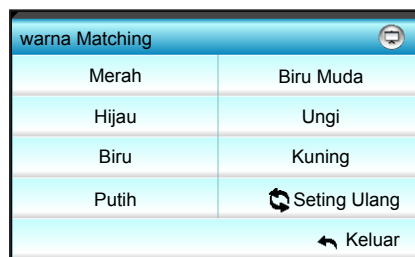 warna Matching
Merah Biru Muda
Hijau Ungi
Biru Kuning
Putih Seting Ulang
Keluar